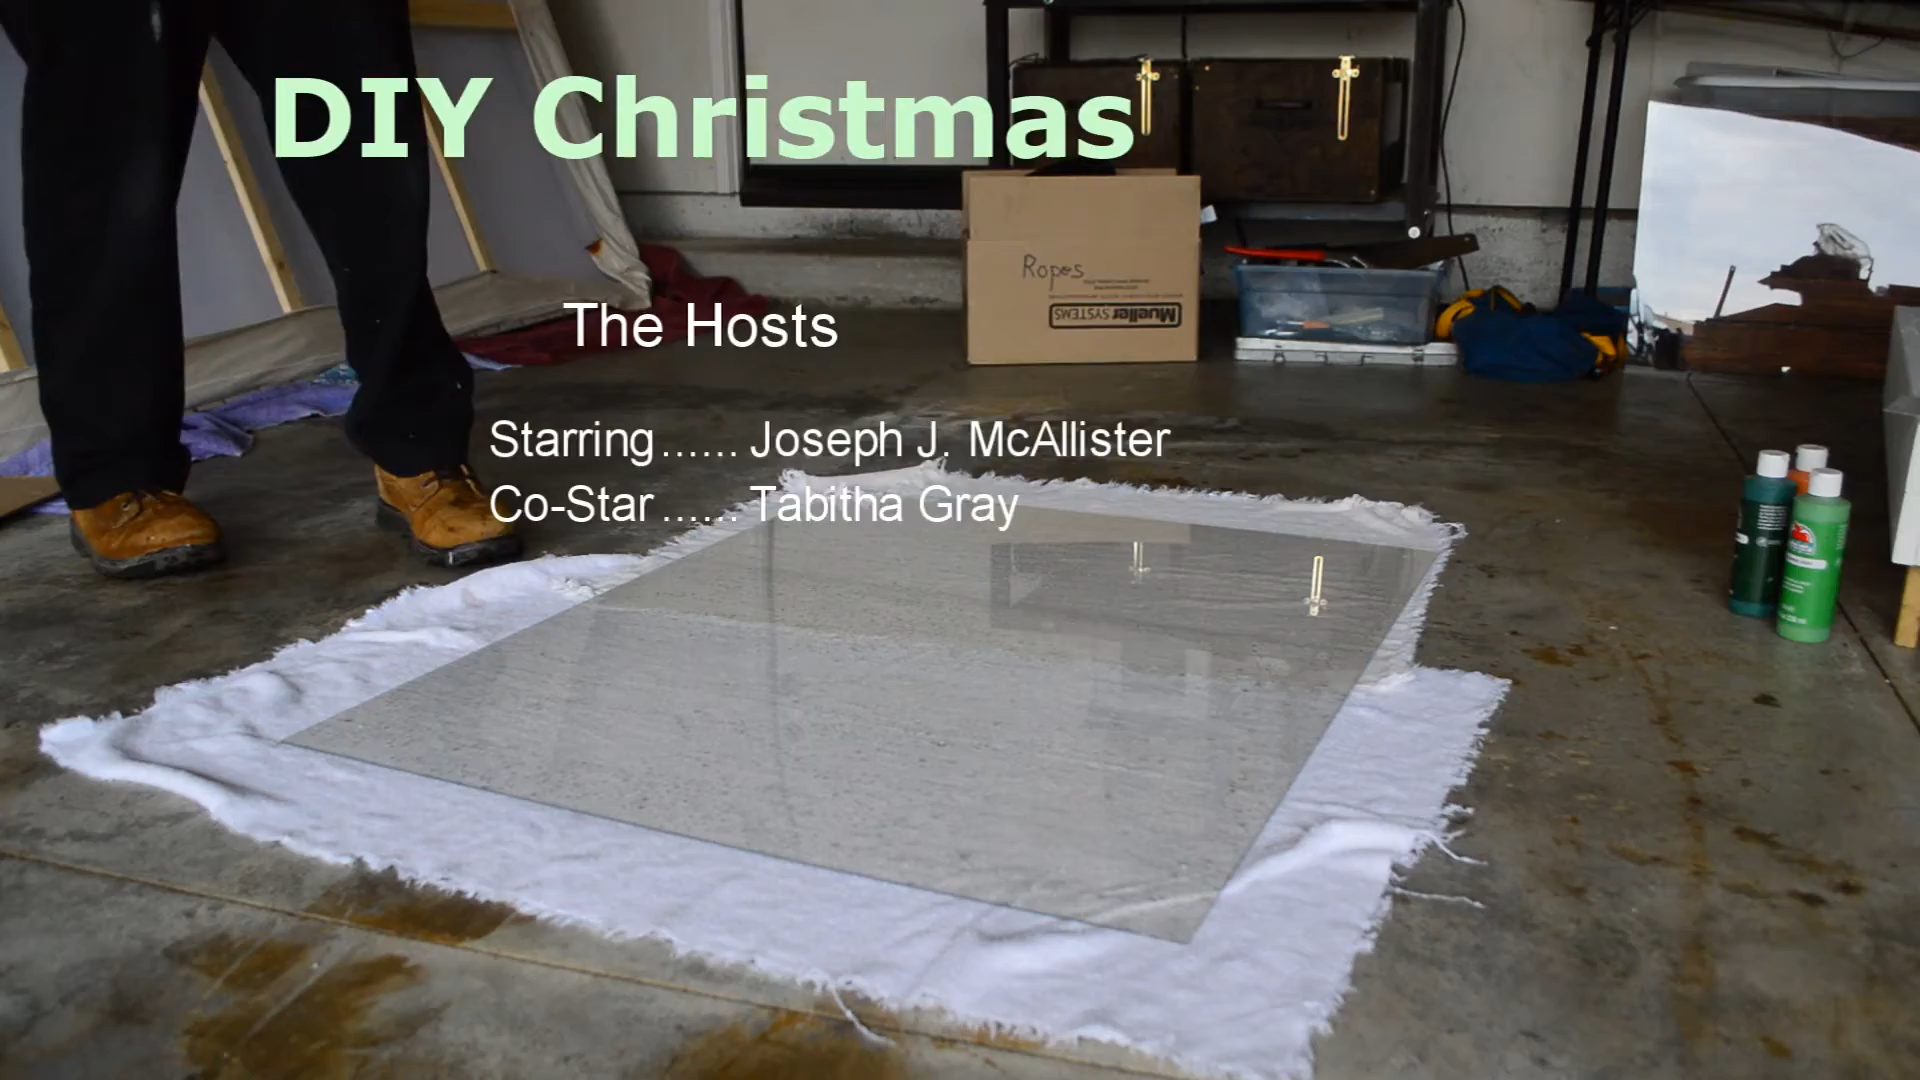 DIY Christmas
The Hosts
Starring ...... Joseph J. McAllister
Co-Star ...... Tabitha Gray
Ropes
Mueller SYSTEMS